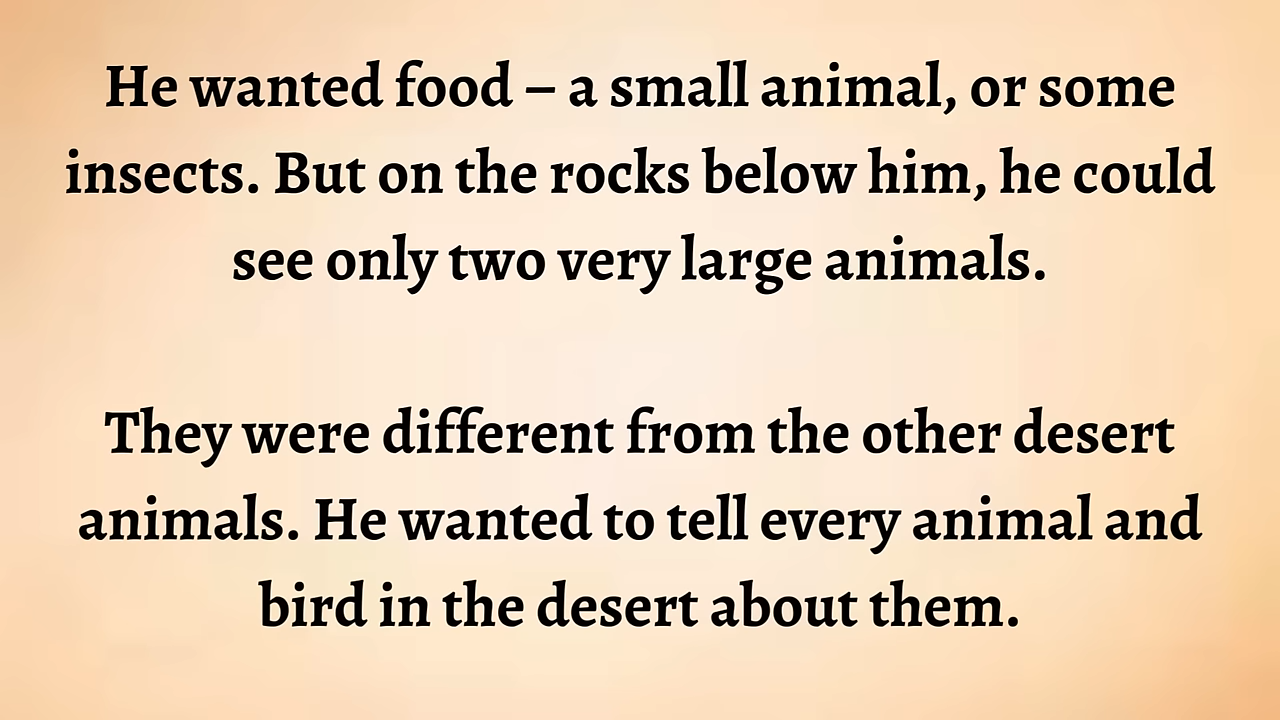 He wanted food – a small animal, or some
insects. But on the rocks below him, he could
see only two very large animals.
They were different from the other desert
animals. He wanted to tell every animal and
bird in the desert about them.